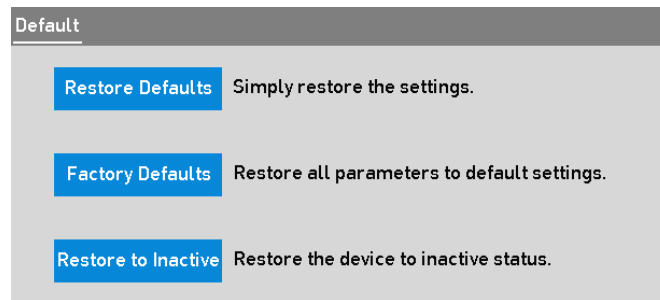 Default
Restore Defaults Simply restore the settings.
Factory Defaults Restore all parameters to default settings.
Restore to Inactive Restore the device to inactive status.